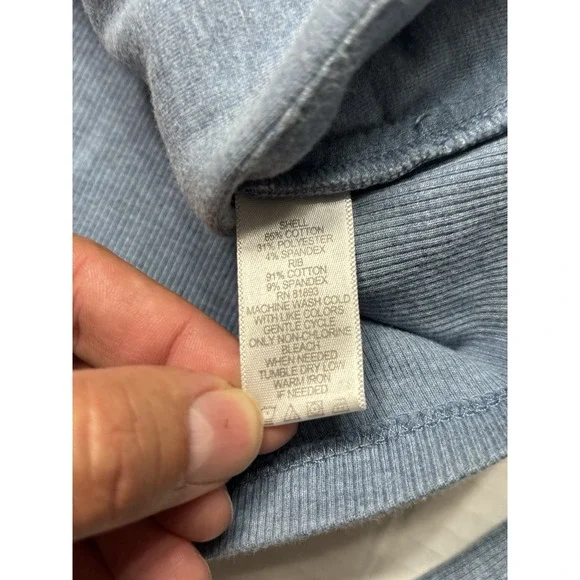 SHELL
65% COTTON
31% POLYESTER
4% SPANDEX
RIB
91% COTTON
9% SPANDEX
RN 81693
MACHINE WASH COLD
WITH LIKE COLORS
GENTLE CYCLE
ONLY NON-CHLORINE
BLEACH
WHEN NEEDED
TUMBLE DRY LOW
WARM IRON
IF NEEDED